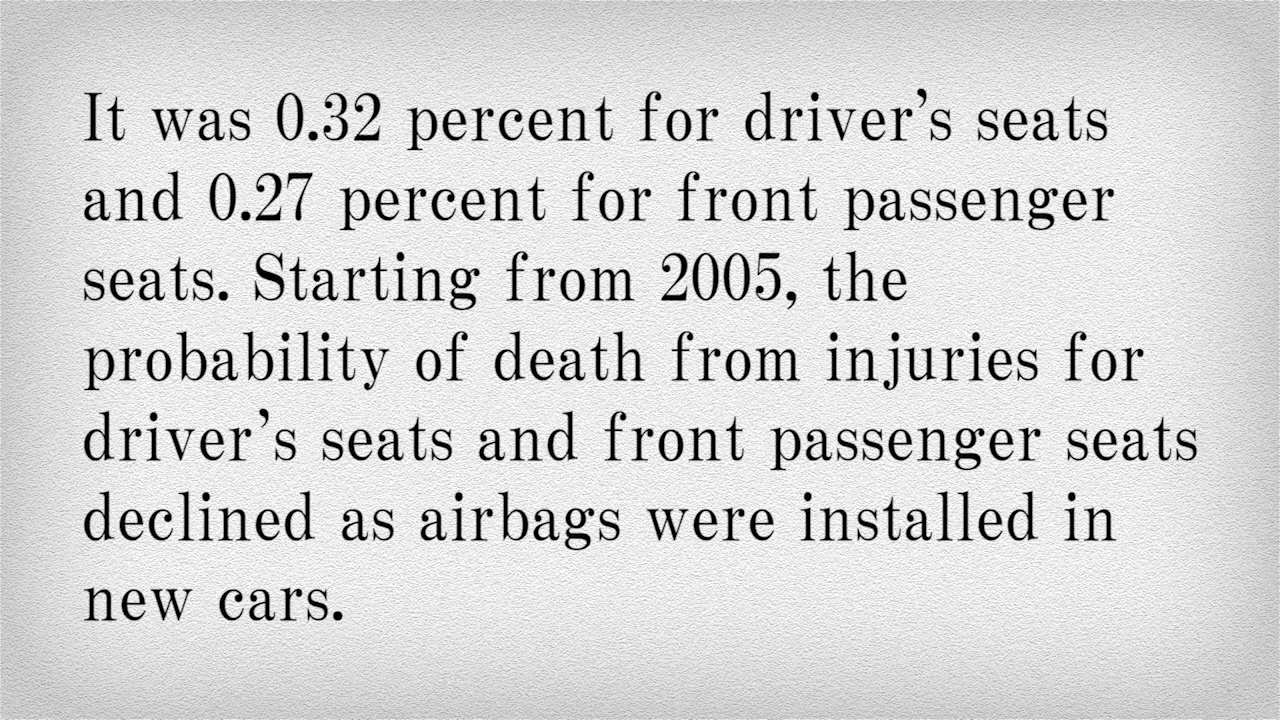 It was 0.32 percent for driver’s seats
and 0.27 percent for front passenger
seats. Starting from 2005, the
probability of death from injuries for
driver’s seats and front passenger seats
declined as airbags were installed in
new cars.